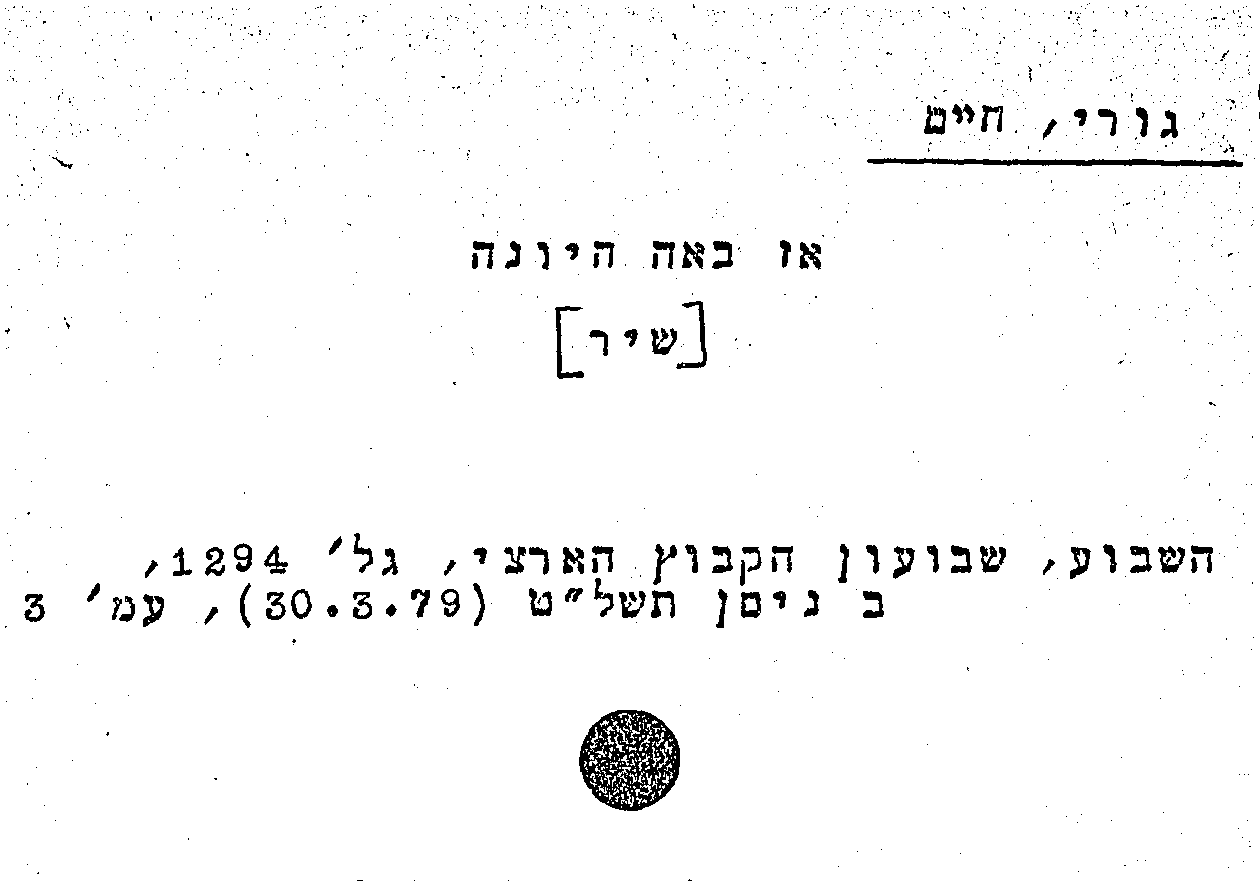 גורי, חיים
אז באה היונה
[שיר]
השבוע, שבועון הקבוץ הארצי, גל' 1294,
ב ניסן תשל"ט (30.3.79), עמ' 3